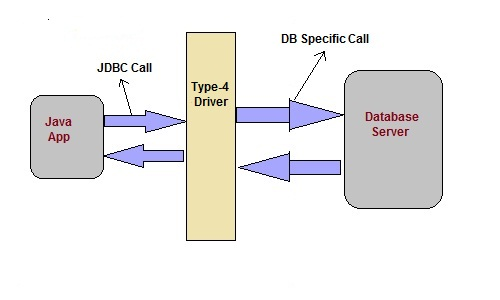 DB Specific Call
JDBC Call
Type-4
Driver
Java
App
Database
Server